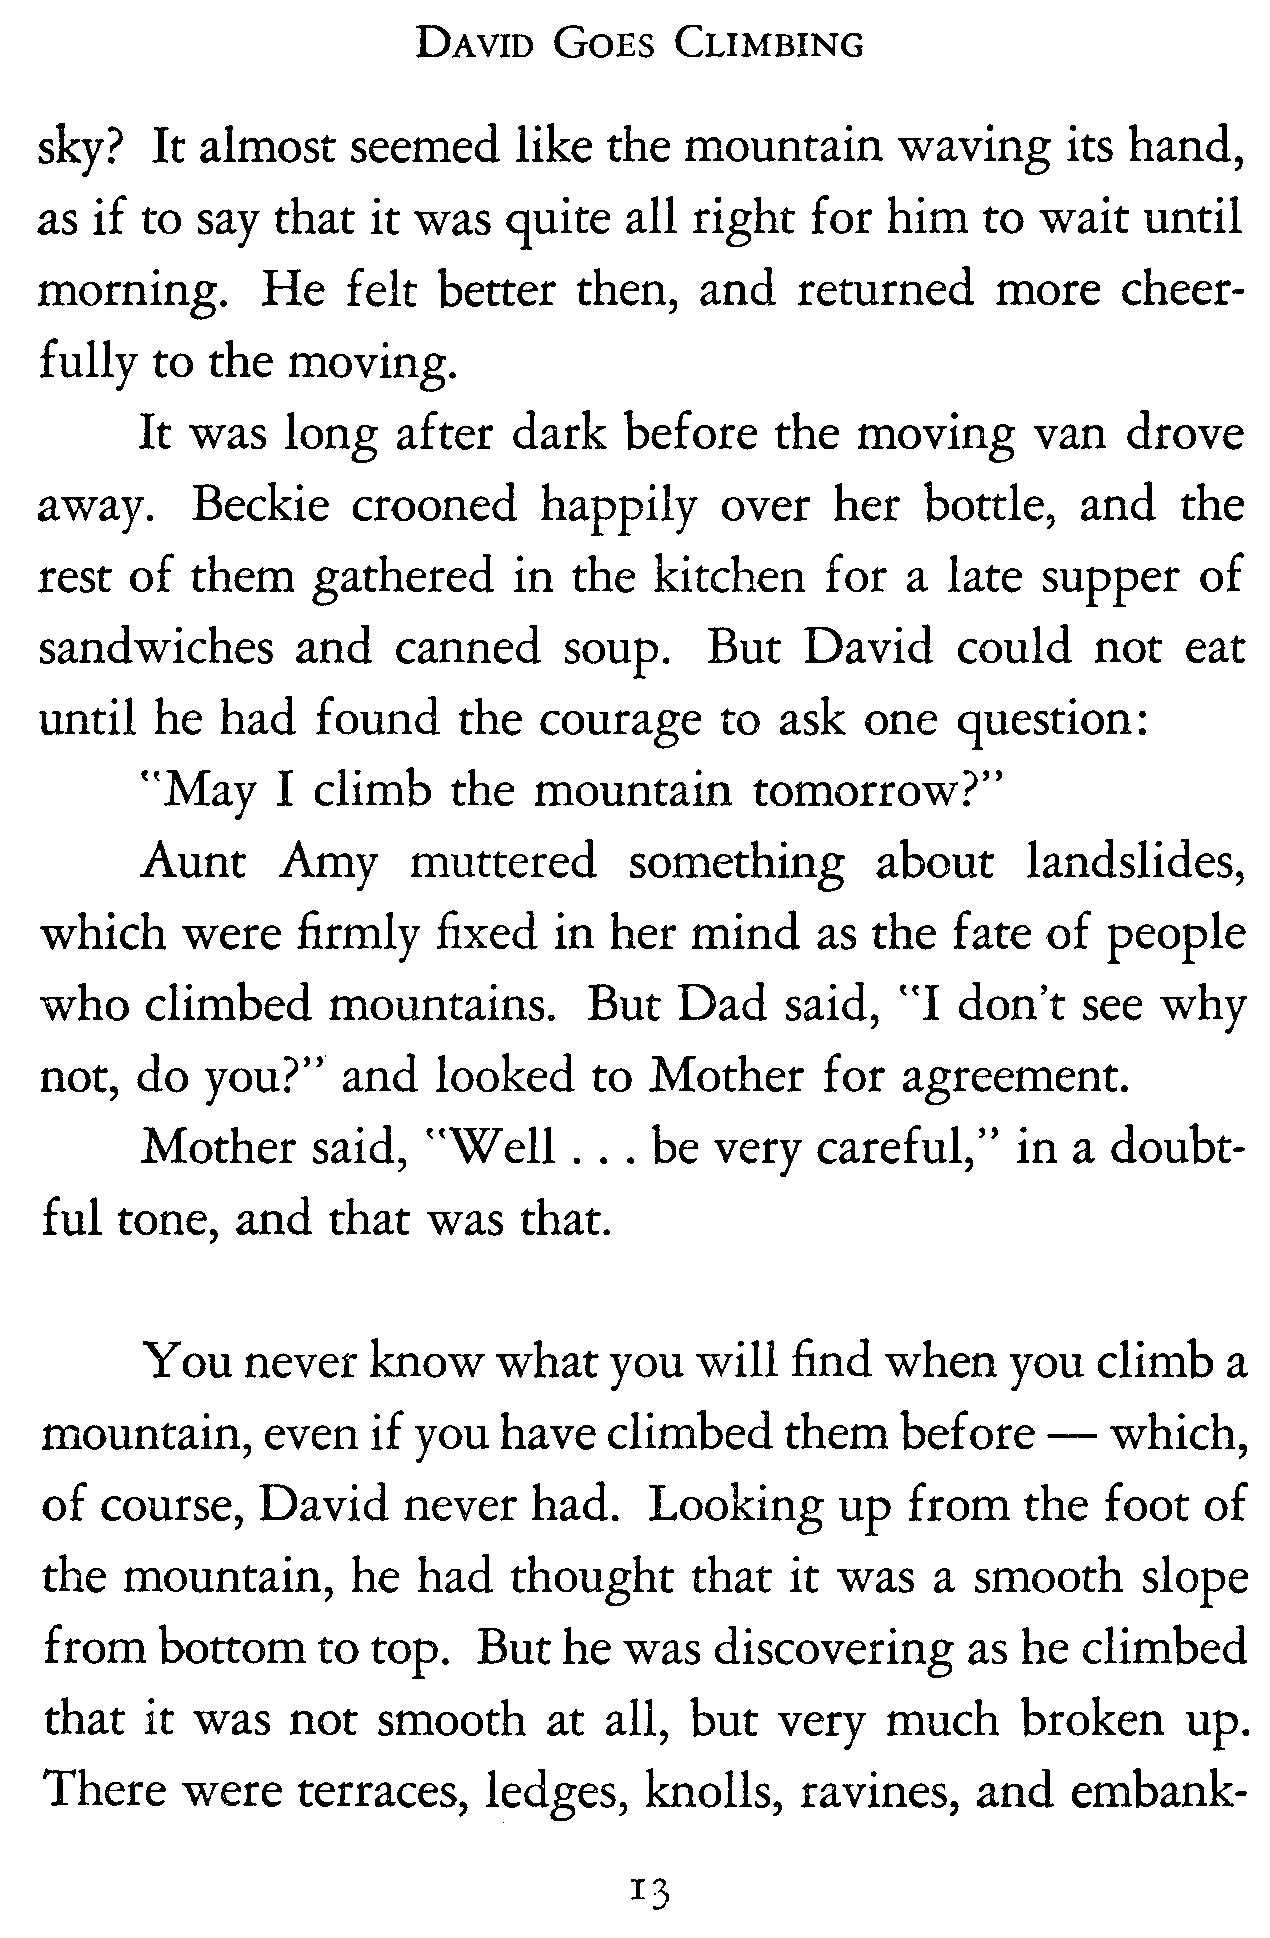 David Goes Climbing
sky? It almost seemed like the mountain waving its hand,
as if to say that it was quite all right for him to wait until
morning. He felt better then, and returned more cheer-
fully to the moving.
It was long after dark before the moving van drove
away. Beckie crooned happily over her bottle, and the
rest of them gathered in the kitchen for a late supper of
sandwiches and canned soup. But David could not eat
until he had found the courage to ask one question:
"May I climb the mountain tomorrow?"
Aunt Amy muttered something about landslides,
which were firmly fixed in her mind as the fate of people
who climbed mountains. But Dad said, "I don't see why
not, do you?" and looked to Mother for agreement.
Mother said, "Well . . . be very careful," in a doubt-
ful tone, and that was that.
You never know what you will find when you climb a
mountain, even if you have climbed them before — which,
of course, David never had. Looking up from the foot of
the mountain, he had thought that it was a smooth slope
from bottom to top. But he was discovering as he climbed
that it was not smooth at all, but very much broken up.
There were terraces, ledges, knolls, ravines, and embank-
13